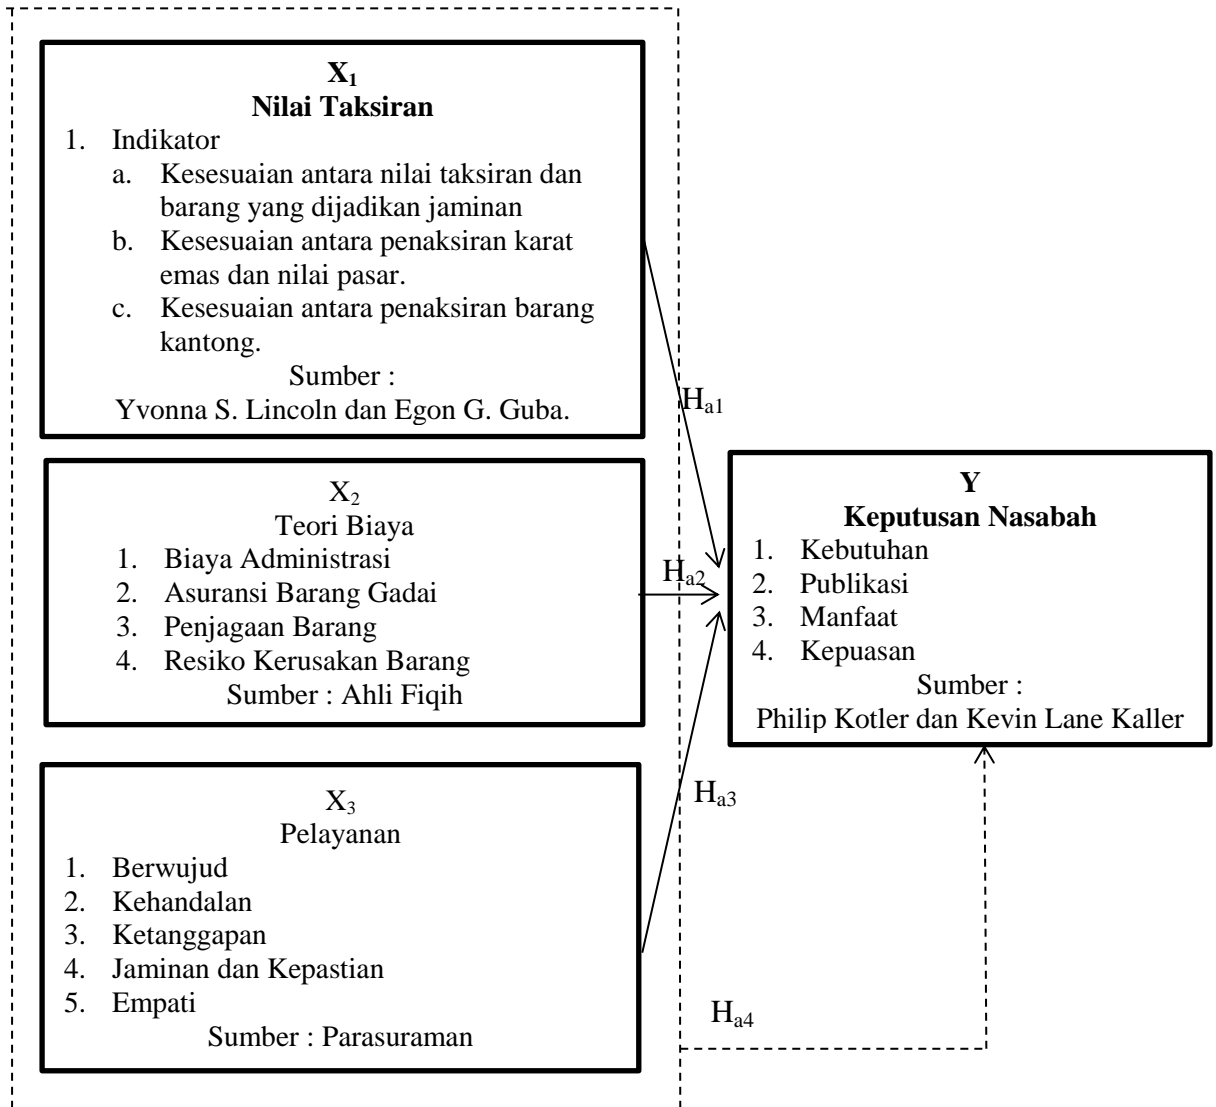 X₁
Nilai Taksiran
1. Indikator
a. Kesesuaian antara nilai taksiran dan
barang yang dijadikan jaminan
b. Kesesuaian antara penaksiran karat
emas dan nilai pasar.
c. Kesesuaian antara penaksiran barang
kantong.
Sumber :
Yvonna S. Lincoln dan Egon G. Guba.
Hₐ₁
X₂
Teori Biaya
1. Biaya Administrasi
2. Asuransi Barang Gadai
3. Penjagaan Barang
4. Resiko Kerusakan Barang
Sumber : Ahli Fiqih
Hₐ₂
Y
Keputusan Nasabah
1. Kebutuhan
2. Publikasi
3. Manfaat
4. Kepuasan
Sumber :
Philip Kotler dan Kevin Lane Kaller
X₃
Pelayanan
1. Berwujud
2. Kehandalan
3. Ketanggapan
4. Jaminan dan Kepastian
5. Empati
Sumber : Parasuraman
Hₐ₃
Hₐ₄